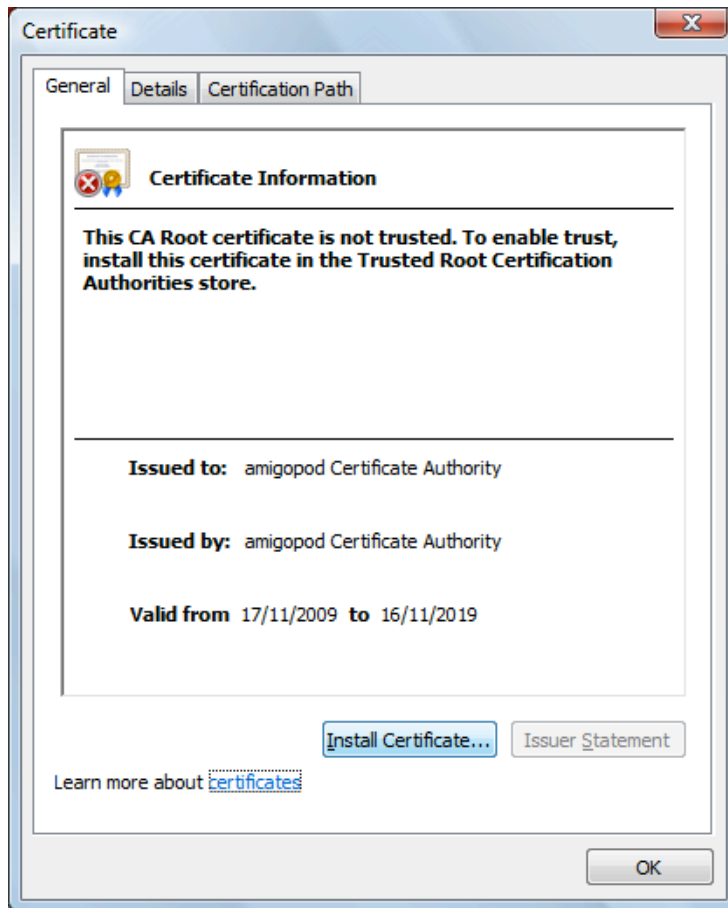 Certificate
General Details Certification Path
Certificate Information
This CA Root certificate is not trusted. To enable trust,
install this certificate in the Trusted Root Certification
Authorities store.
Issued to: amigopod Certificate Authority
Issued by: amigopod Certificate Authority
Valid from 17/11/2009 to 16/11/2019
Install Certificate... Issuer Statement
Learn more about certificates
OK